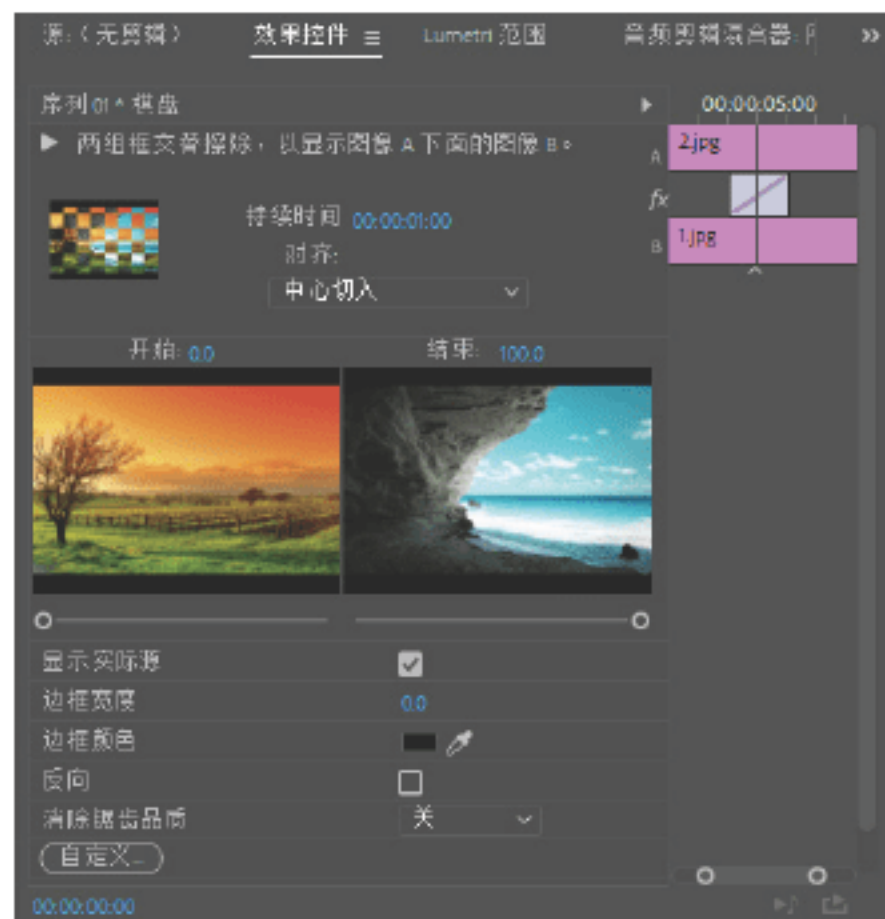 源:（无剪辑） 效果控件 Lumetri 范围 音频剪辑混合器: »
序列 01 * 棋盘 00:00:05:00
两组框交替擦除，以显示图像 A 下面的图像 B。
A 2.jpg
fx
B 1.jpg
持续时间 00:00:01:00
对齐:
中心切入
开始: 0.0 结束: 100.0
显示实际源
边框宽度 0.0
边框颜色
反向
消除锯齿品质 关
自定义...
00:00:00:00